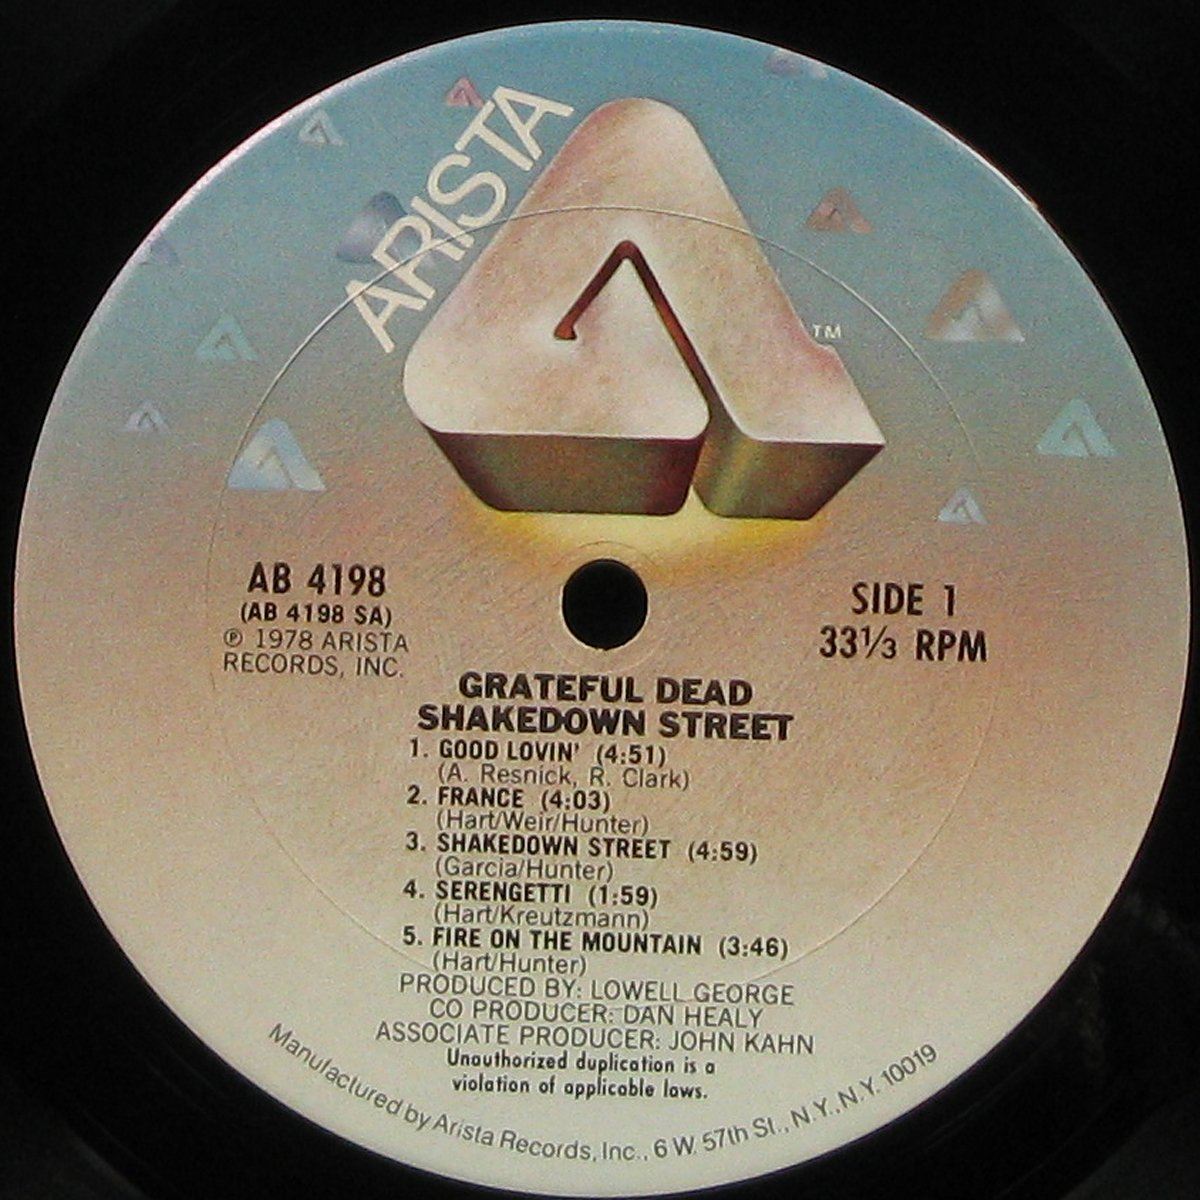 ARISTA
TM
AB 4198
(AB 4198 SA)
℗ 1978 ARISTA
RECORDS, INC.
SIDE 1
33⅓ RPM
GRATEFUL DEAD
SHAKEDOWN STREET
1. GOOD LOVIN' (4:51)
(A. Resnick, R. Clark)
2. FRANCE (4:03)
(Hart/Weir/Hunter)
3. SHAKEDOWN STREET (4:59)
(Garcia/Hunter)
4. SERENGETTI (1:59)
(Hart/Kreutzmann)
5. FIRE ON THE MOUNTAIN (3:46)
(Hart/Hunter)
PRODUCED BY: LOWELL GEORGE
CO PRODUCER: DAN HEALY
ASSOCIATE PRODUCER: JOHN KAHN
Unauthorized duplication is a
violation of applicable laws.
Manufactured by Arista Records, Inc., 6 W. 57th St., N.Y., N.Y. 10019